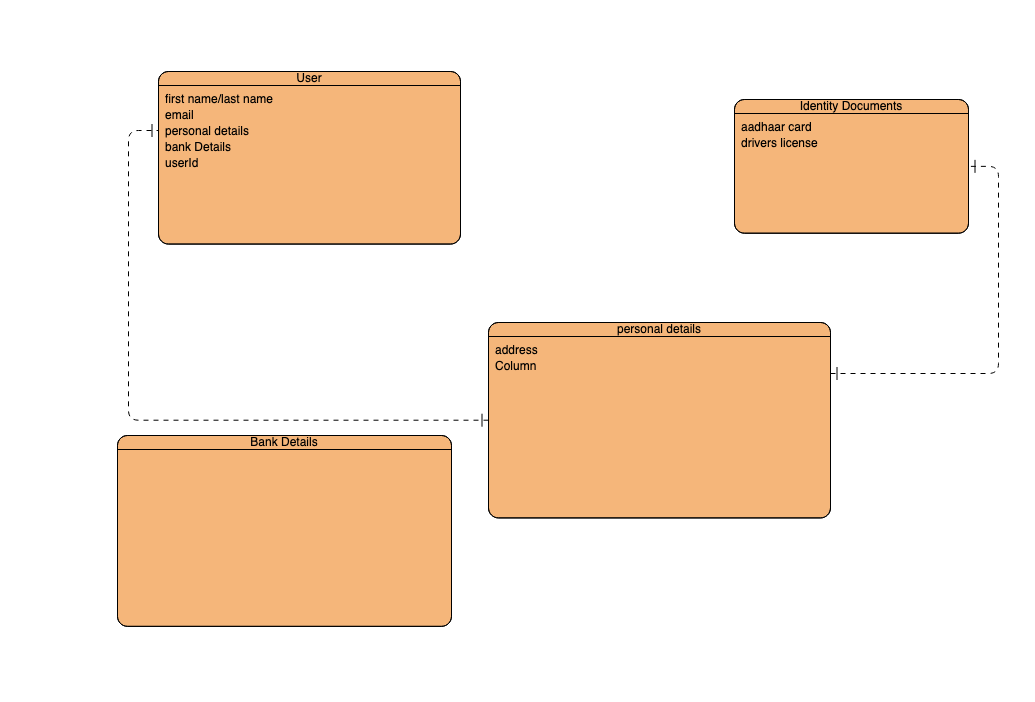 User
first name/last name
email
personal details
bank Details
userId
Identity Documents
aadhaar card
drivers license
personal details
address
Column
Bank Details